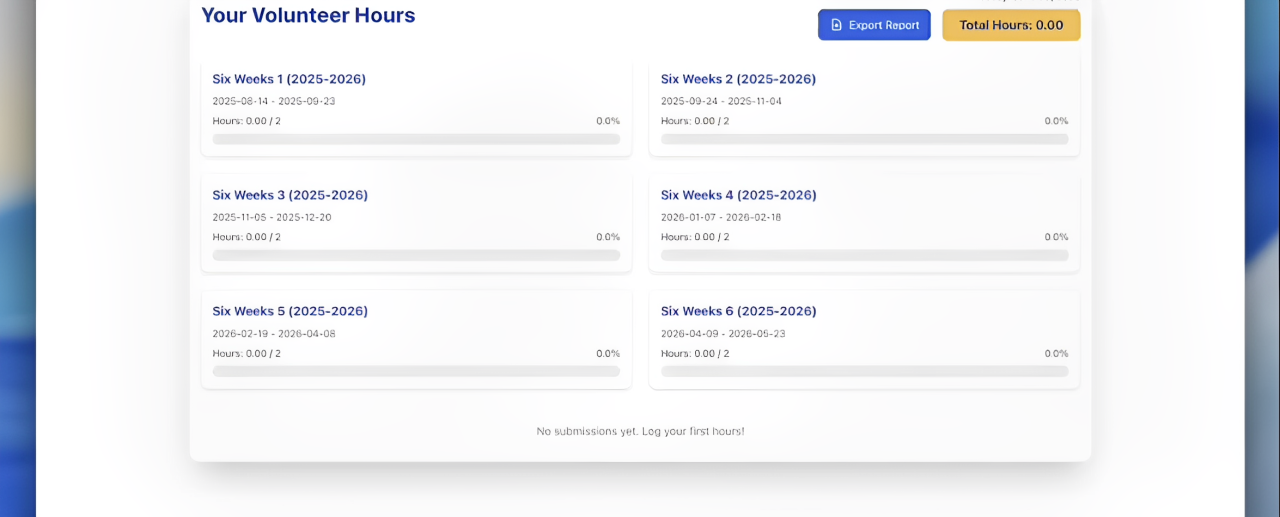 Your Volunteer Hours
Export Report
Total Hours: 0.00
Six Weeks 1 (2025-2026)
2025-08-14 - 2025-09-23
Hours: 0.00 / 2
0.0%
Six Weeks 2 (2025-2026)
2025-09-24 - 2025-11-04
Hours: 0.00 / 2
0.0%
Six Weeks 3 (2025-2026)
2025-11-05 - 2025-12-20
Hours: 0.00 / 2
0.0%
Six Weeks 4 (2025-2026)
2026-01-07 - 2026-02-18
Hours: 0.00 / 2
0.0%
Six Weeks 5 (2025-2026)
2026-02-19 - 2026-04-08
Hours: 0.00 / 2
0.0%
Six Weeks 6 (2025-2026)
2026-04-09 - 2026-05-23
Hours: 0.00 / 2
0.0%
No submissions yet. Log your first hours!